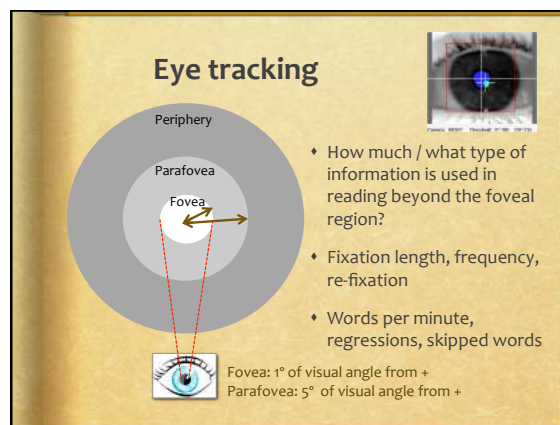 Eye tracking
Periphery
Parafovea
Fovea
⬧ How much / what type of
information is used in
reading beyond the foveal
region?
⬧ Fixation length, frequency,
re-fixation
⬧ Words per minute,
regressions, skipped words
Fovea: 1° of visual angle from +
Parafovea: 5° of visual angle from +